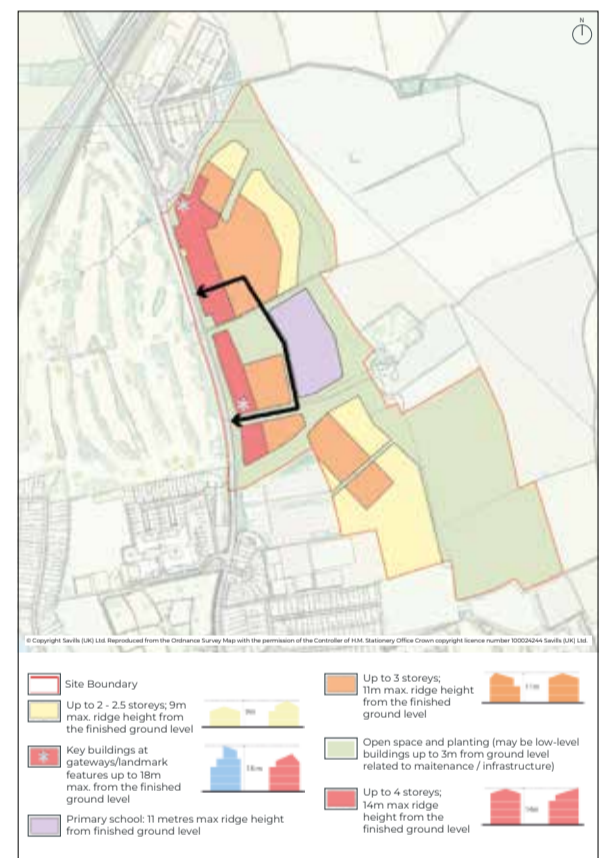 N
© Copyright Savills (UK) Ltd. Reproduced from the Ordnance Survey Map with the permission of the Controller of H.M. Stationery Office Crown copyright licence number 100024244 Savills (UK) Ltd.
Site Boundary
Up to 2 - 2.5 storeys; 9m
max. ridge height from
the finished ground level
Key buildings at
gateways/landmark
features up to 18m
max. from the finished
ground level
Primary school: 11 metres max ridge height
from finished ground level
Up to 3 storeys;
11m max. ridge height
from the finished
ground level
Open space and planting (may be low-level
buildings up to 3m from ground level
related to maitenance / infrastructure)
Up to 4 storeys;
14m max ridge
height from the
finished ground level